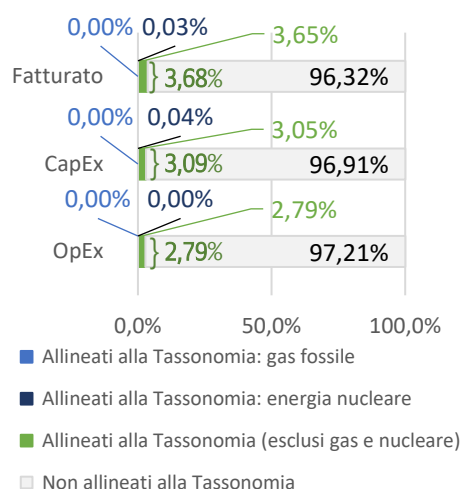 0,00% 0,03% 3,65%
Fatturato } 3,68% 96,32%
0,00% 0,04% 3,05%
CapEx } 3,09% 96,91%
0,00% 0,00% 2,79%
OpEx } 2,79% 97,21%
0,0% 50,0% 100,0%
Allineati alla Tassonomia: gas fossile
Allineati alla Tassonomia: energia nucleare
Allineati alla Tassonomia (esclusi gas e nucleare)
Non allineati alla Tassonomia